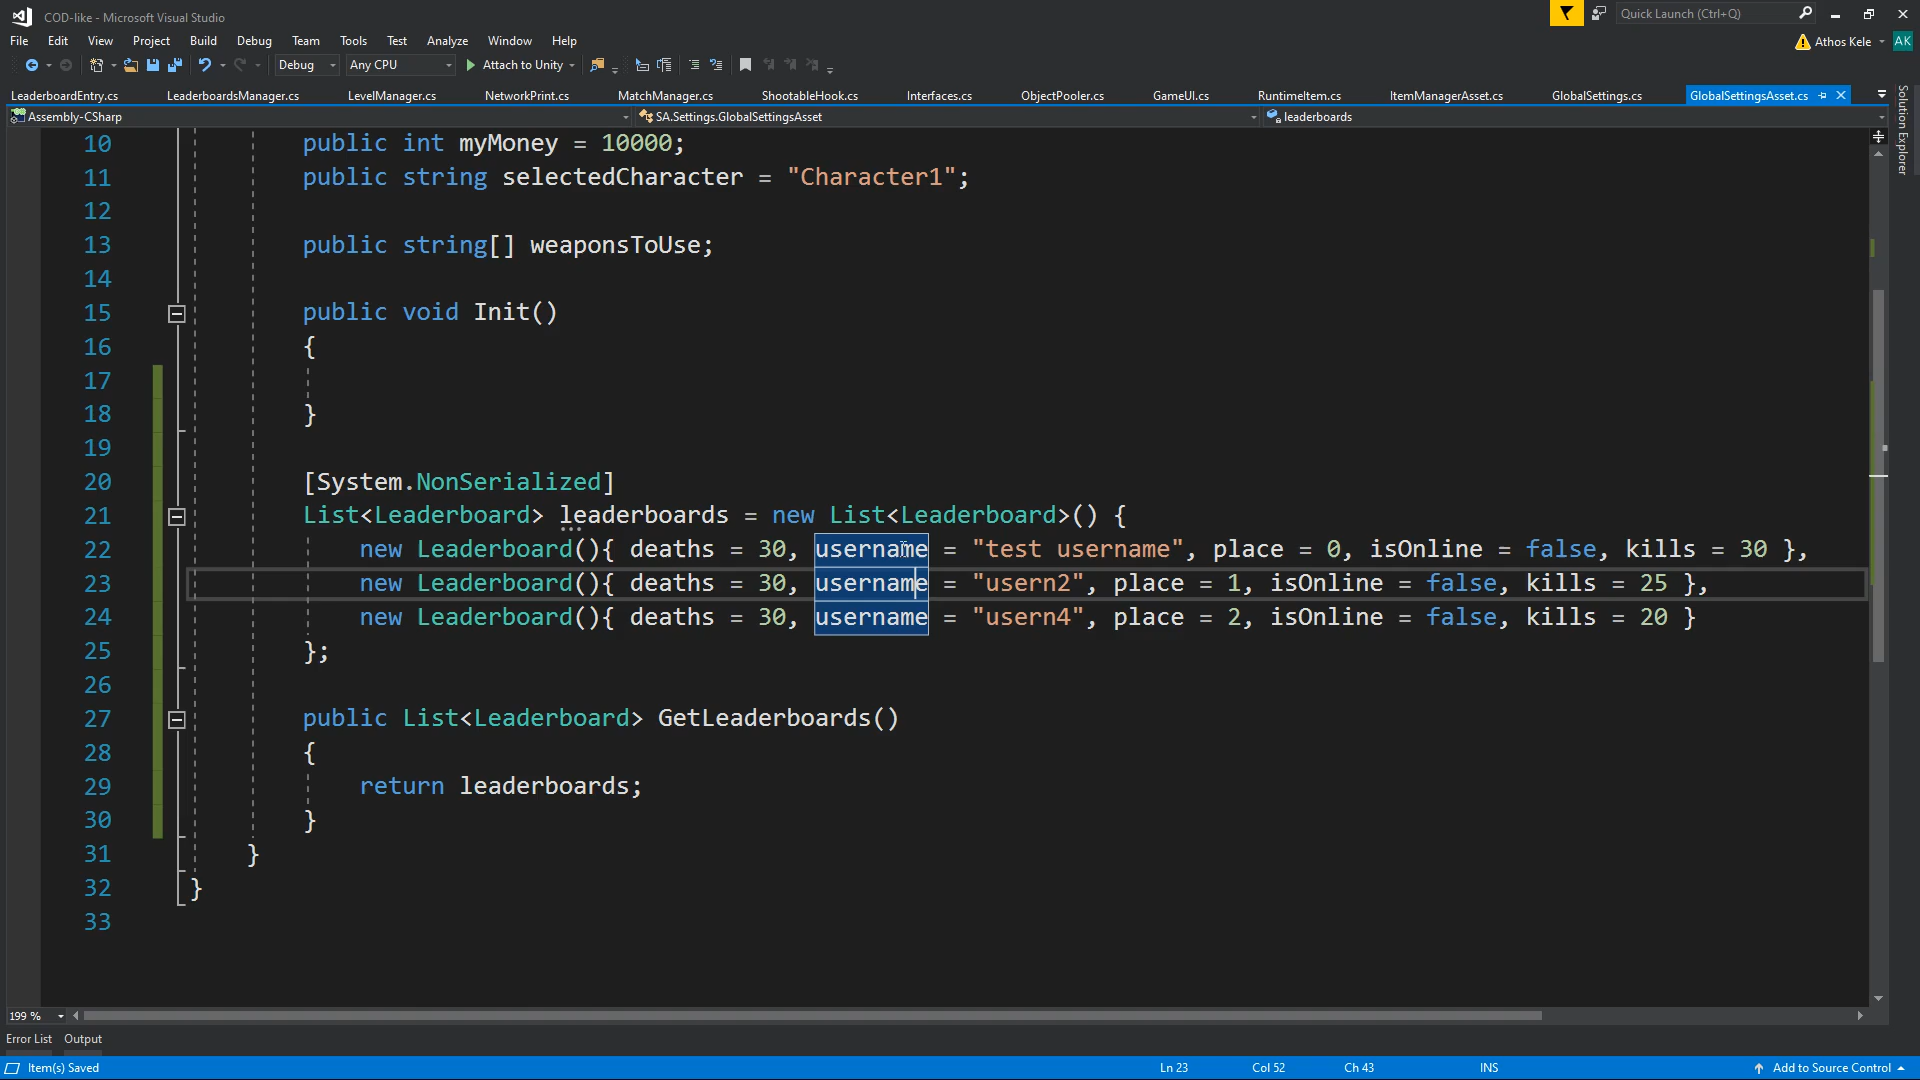 COD-like - Microsoft Visual Studio
Quick Launch (Ctrl+Q)
File Edit View Project Build Debug Team Tools Test Analyze Window Help
Athos Kele AK
Debug Any CPU Attach to Unity
LeaderboardEntry.cs LeaderboardsManager.cs LevelManager.cs NetworkPrint.cs MatchManager.cs ShootableHook.cs Interfaces.cs ObjectPooler.cs GameUI.cs RuntimeItem.cs ItemManagerAsset.cs GlobalSettings.cs GlobalSettingsAsset.cs
Assembly-CSharp SA.Settings.GlobalSettingsAsset leaderboards
Solution Explorer
10 public int myMoney = 10000;
11 public string selectedCharacter = "Character1";
12
13 public string[] weaponsToUse;
14
15 public void Init()
16 {
17
18 }
19
20 [System.NonSerialized]
21 List<Leaderboard> leaderboards = new List<Leaderboard>() {
22 new Leaderboard(){ deaths = 30, username = "test username", place = 0, isOnline = false, kills = 30 },
23 new Leaderboard(){ deaths = 30, username = "usern2", place = 1, isOnline = false, kills = 25 },
24 new Leaderboard(){ deaths = 30, username = "usern4", place = 2, isOnline = false, kills = 20 }
25 };
26
27 public List<Leaderboard> GetLeaderboards()
28 {
29 return leaderboards;
30 }
31 }
32 }
33
199 %
Error List Output
Item(s) Saved Ln 23 Col 52 Ch 43 INS Add to Source Control